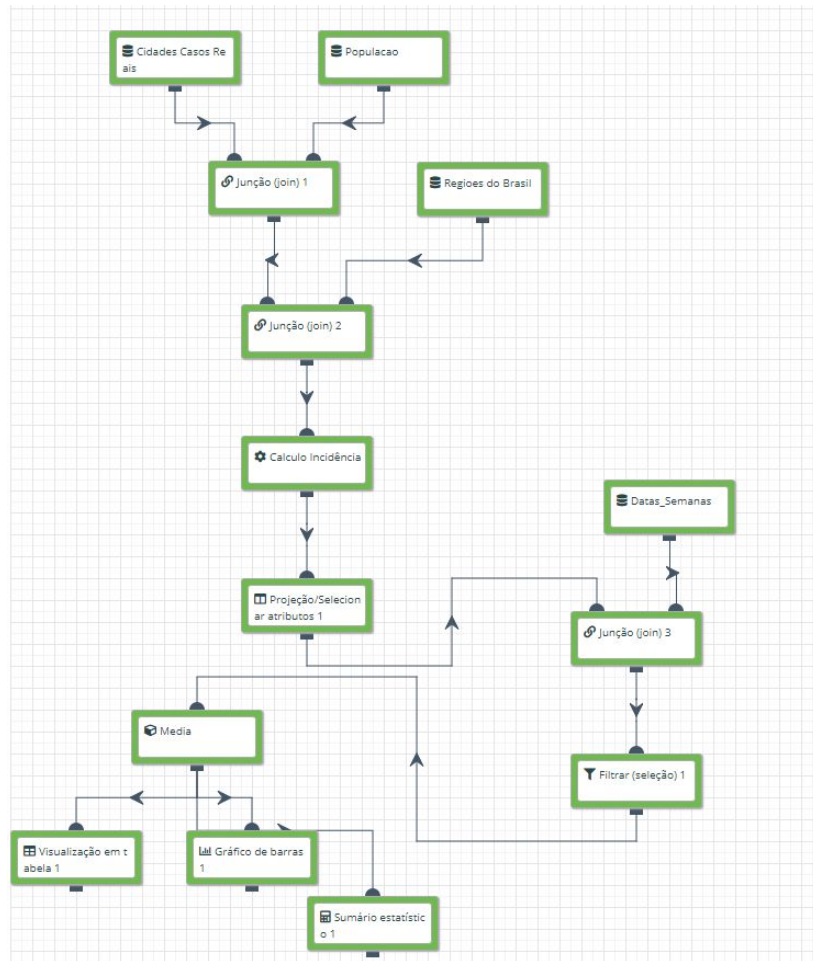 Cidades Casos Re
ais
Populacao
Junção (join) 1
Regioes do Brasil
Junção (join) 2
Calculo Incidência
Datas_Semanas
Projeção/Selecion
ar atributos 1
Junção (join) 3
Media
Filtrar (seleção) 1
Visualização em t
abela 1
Gráfico de barras
1
Sumário estatístic
o 1